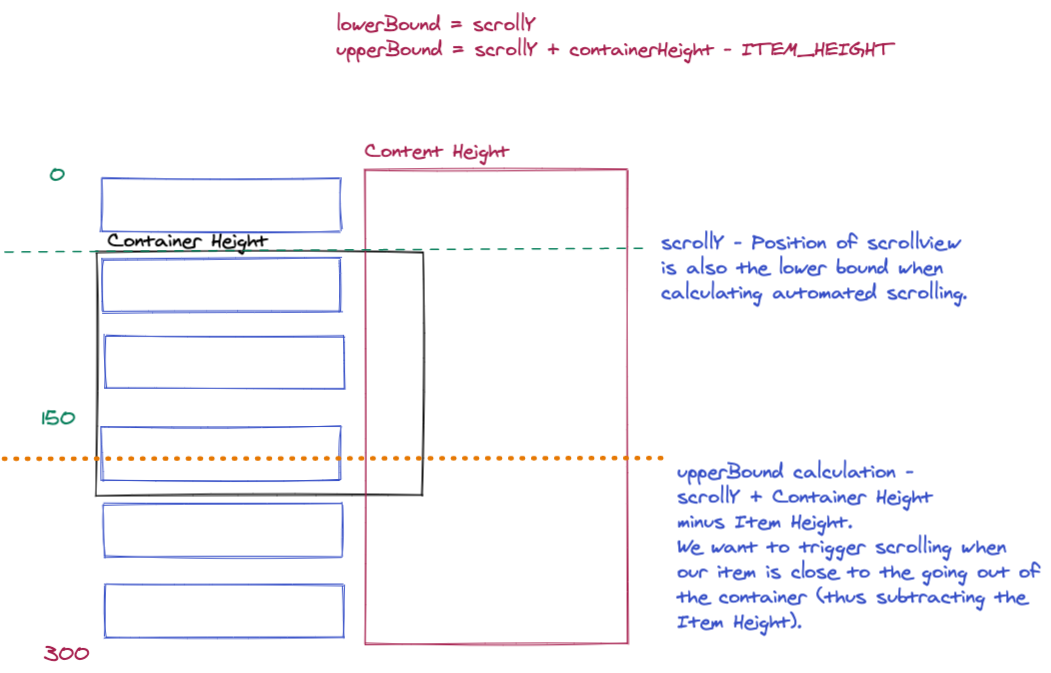 lowerBound = scrollY
upperBound = scrollY + containerHeight - ITEM_HEIGHT
Content Height
0
Container Height
scrollY - Position of scrollview
is also the lower bound when
calculating automated scrolling.
150
upperBound calculation -
scrollY + Container Height
minus Item Height.
We want to trigger scrolling when
our item is close to the going out of
the container (thus subtracting the
Item Height).
300